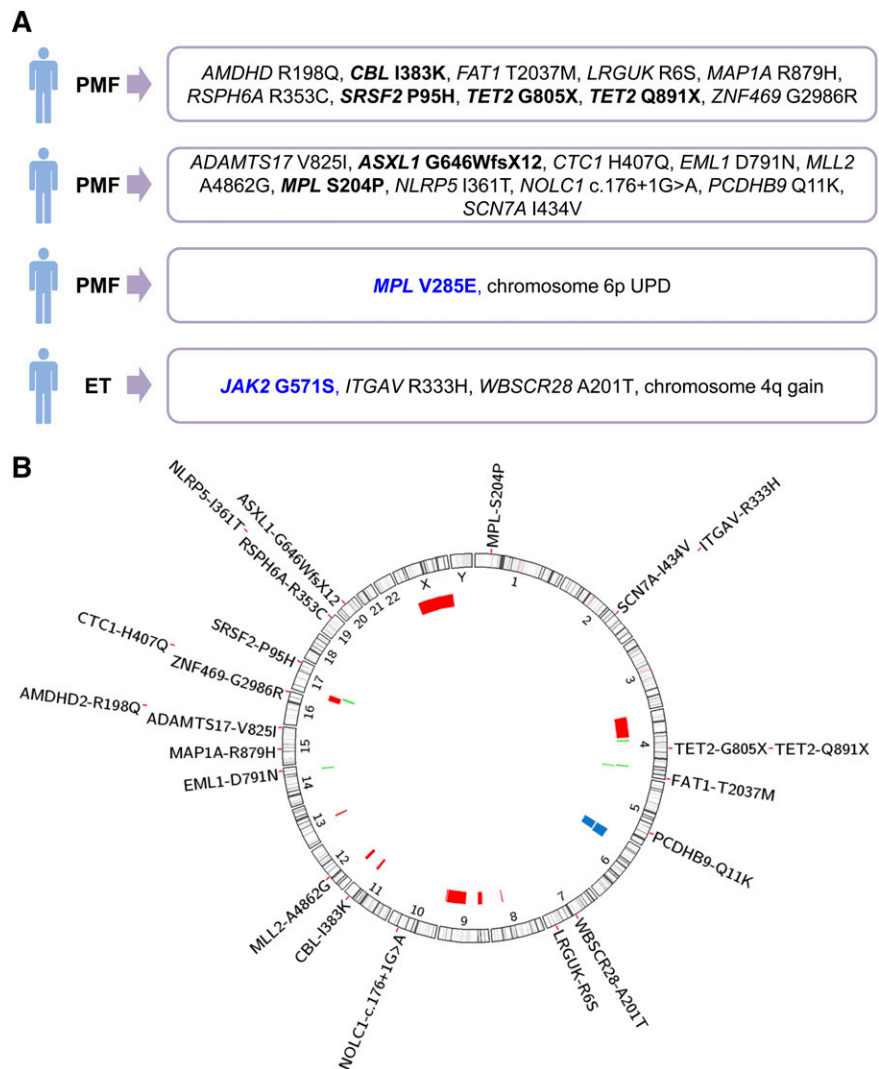 A
PMF
AMDHD R198Q, CBL I383K, FAT1 T2037M, LRGUK R6S, MAP1A R879H,
RSPH6A R353C, SRSF2 P95H, TET2 G805X, TET2 Q891X, ZNF469 G2986R
PMF
ADAMTS17 V825I, ASXL1 G646WfsX12, CTC1 H407Q, EML1 D791N, MLL2
A4862G, MPL S204P, NLRP5 I361T, NOLC1 c.176+1G>A, PCDHB9 Q11K,
SCN7A I434V
PMF
MPL V285E, chromosome 6p UPD
ET
JAK2 G571S, ITGAV R333H, WBSCR28 A201T, chromosome 4q gain
B
MPL-S204P
SCN7A-I434V
ITGAV-R333H
TET2-G805X
TET2-Q891X
FAT1-T2037M
PCDHB9-Q11K
WBSCR28-A201T
LRGUK-R6S
NOLC1-c.176+1G>A
CBL-I383K
MLL2-A4862G
EML1-D791N
MAP1A-R879H
ADAMTS17-V825I
AMDHD2-R198Q
ZNF469-G2986R
CTC1-H407Q
SRSF2-P95H
RSPH6A-R353C
NLRP5-I361T
ASXL1-G646WfsX12
1
2
3
4
5
6
7
8
9
10
11
12
13
14
15
16
17
18
19
20
21
22
X
Y